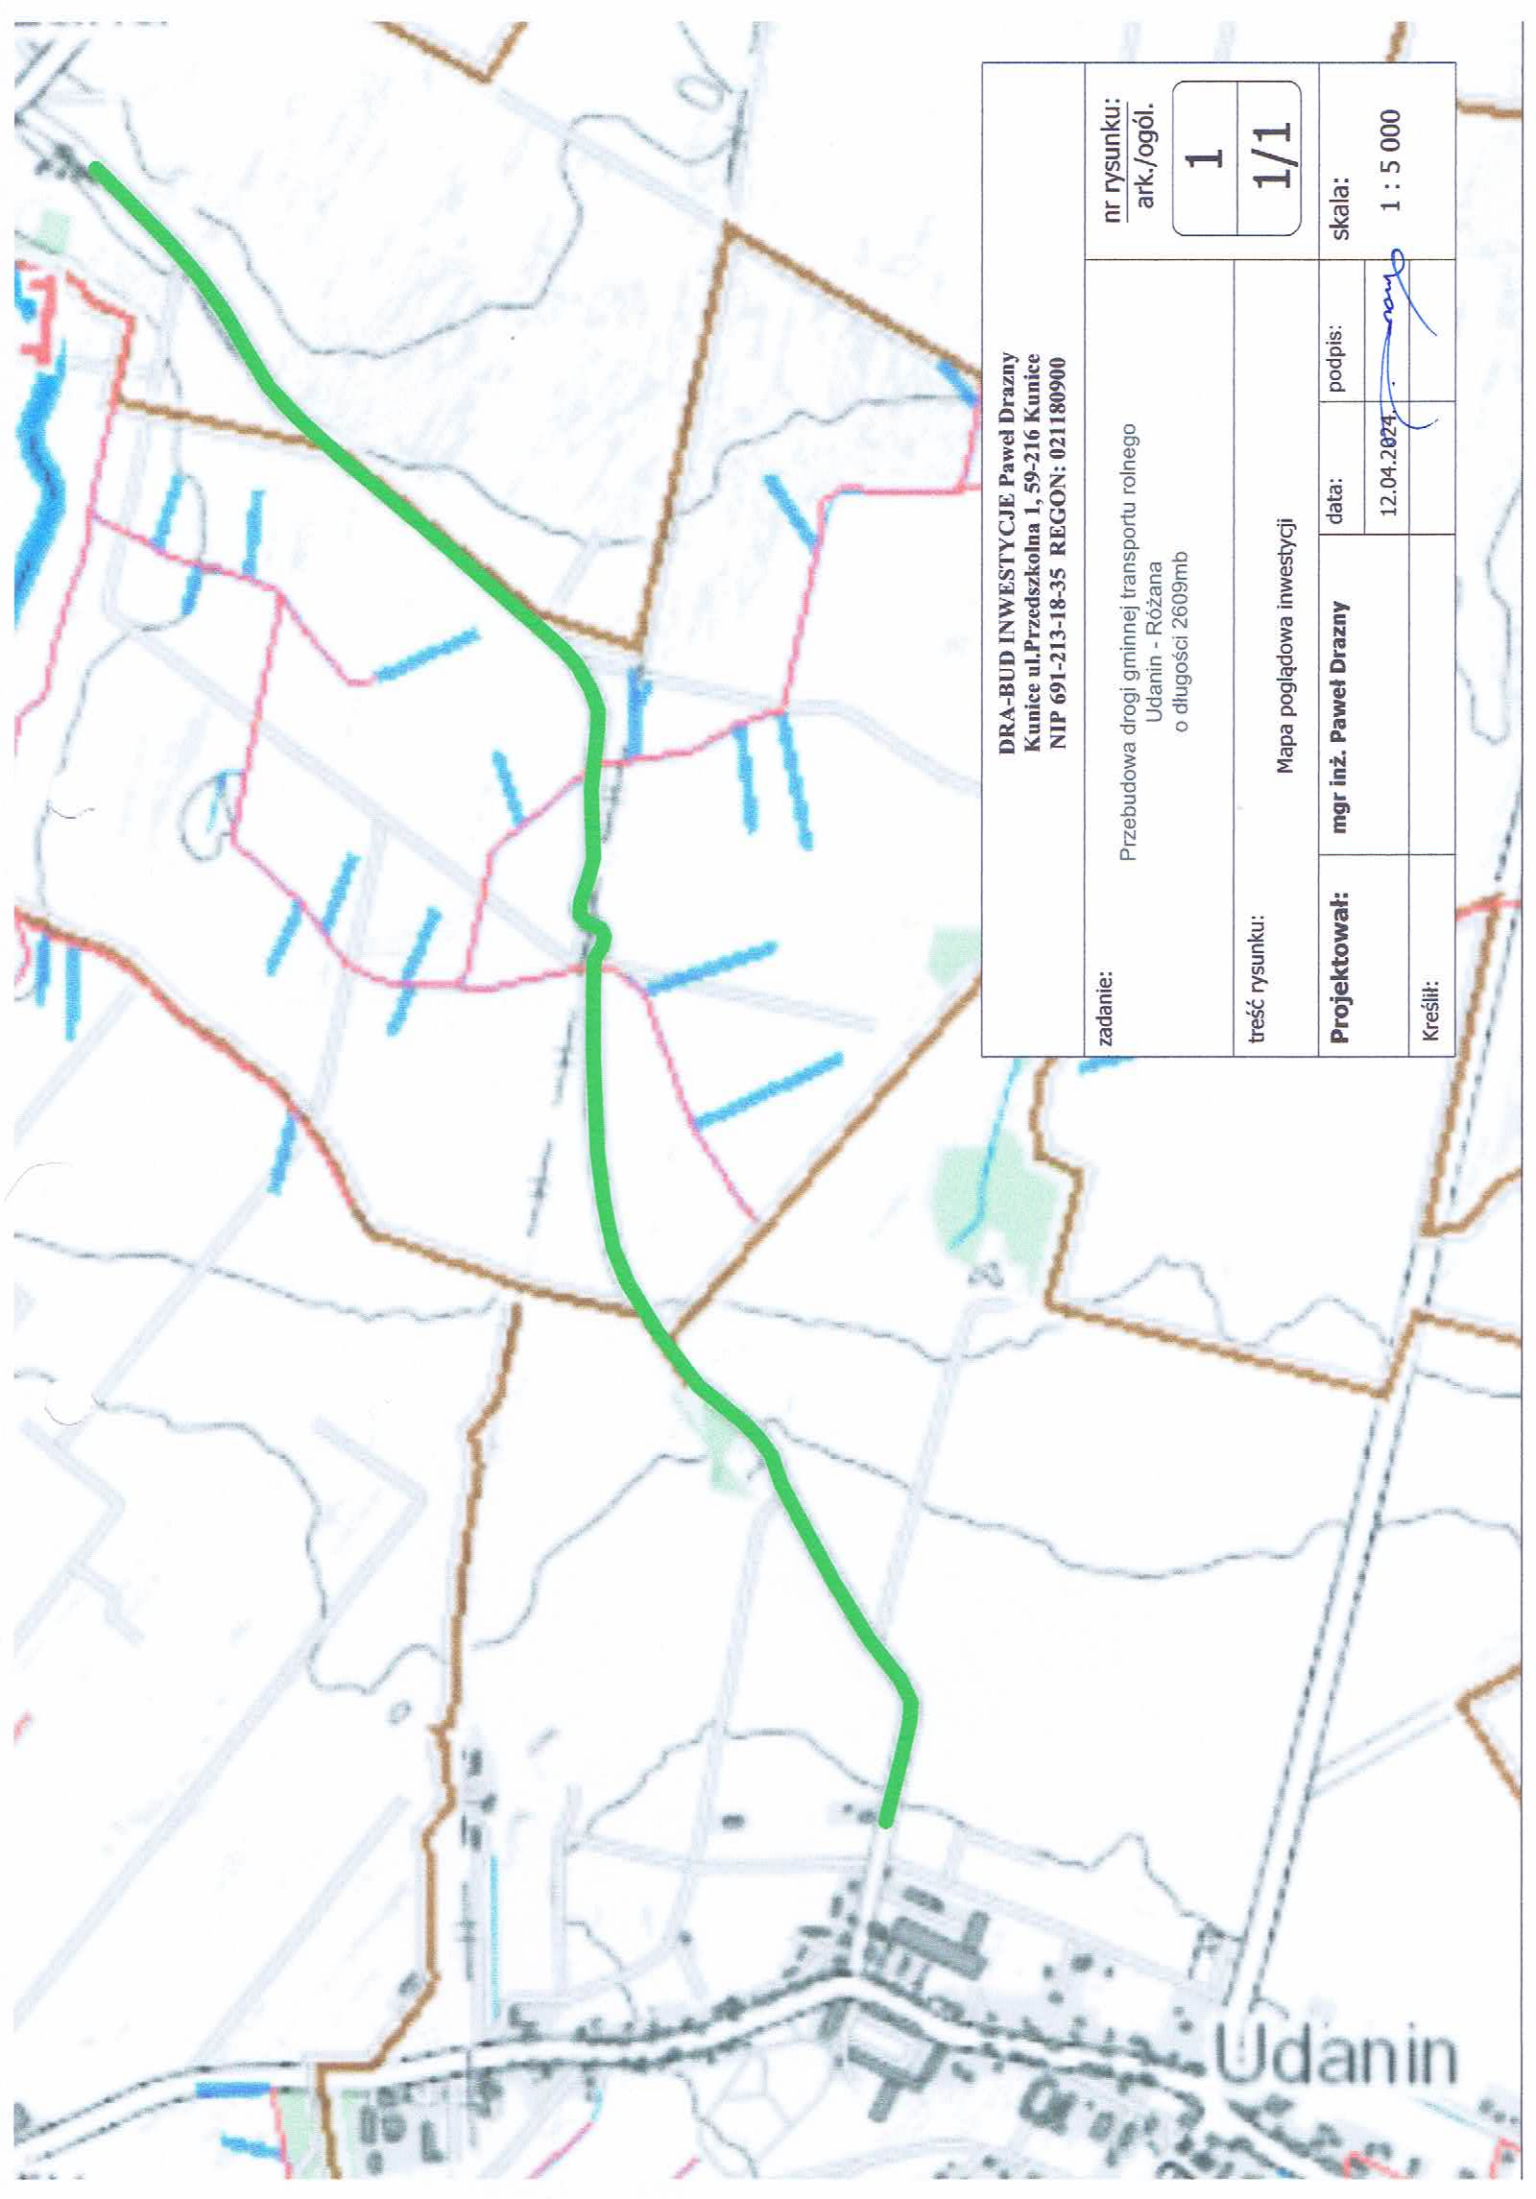 DRA-BUD INWESTYCJE Paweł Drazny
Kunice ul.Przedszkolna 1, 59-216 Kunice
NIP 691-213-18-35 REGON: 021180900
zadanie:
Przebudowa drogi gminnej transportu rolnego
Udanin - Różana
o długości 2609mb
nr rysunku:
ark./ogól.
1
1/1
treść rysunku:
Mapa poglądowa inwestycji
Projektował:
mgr inż. Paweł Drazny
data:
12.04.2024.
podpis:
skala:
1 : 5 000
Kreślił:
Udanin